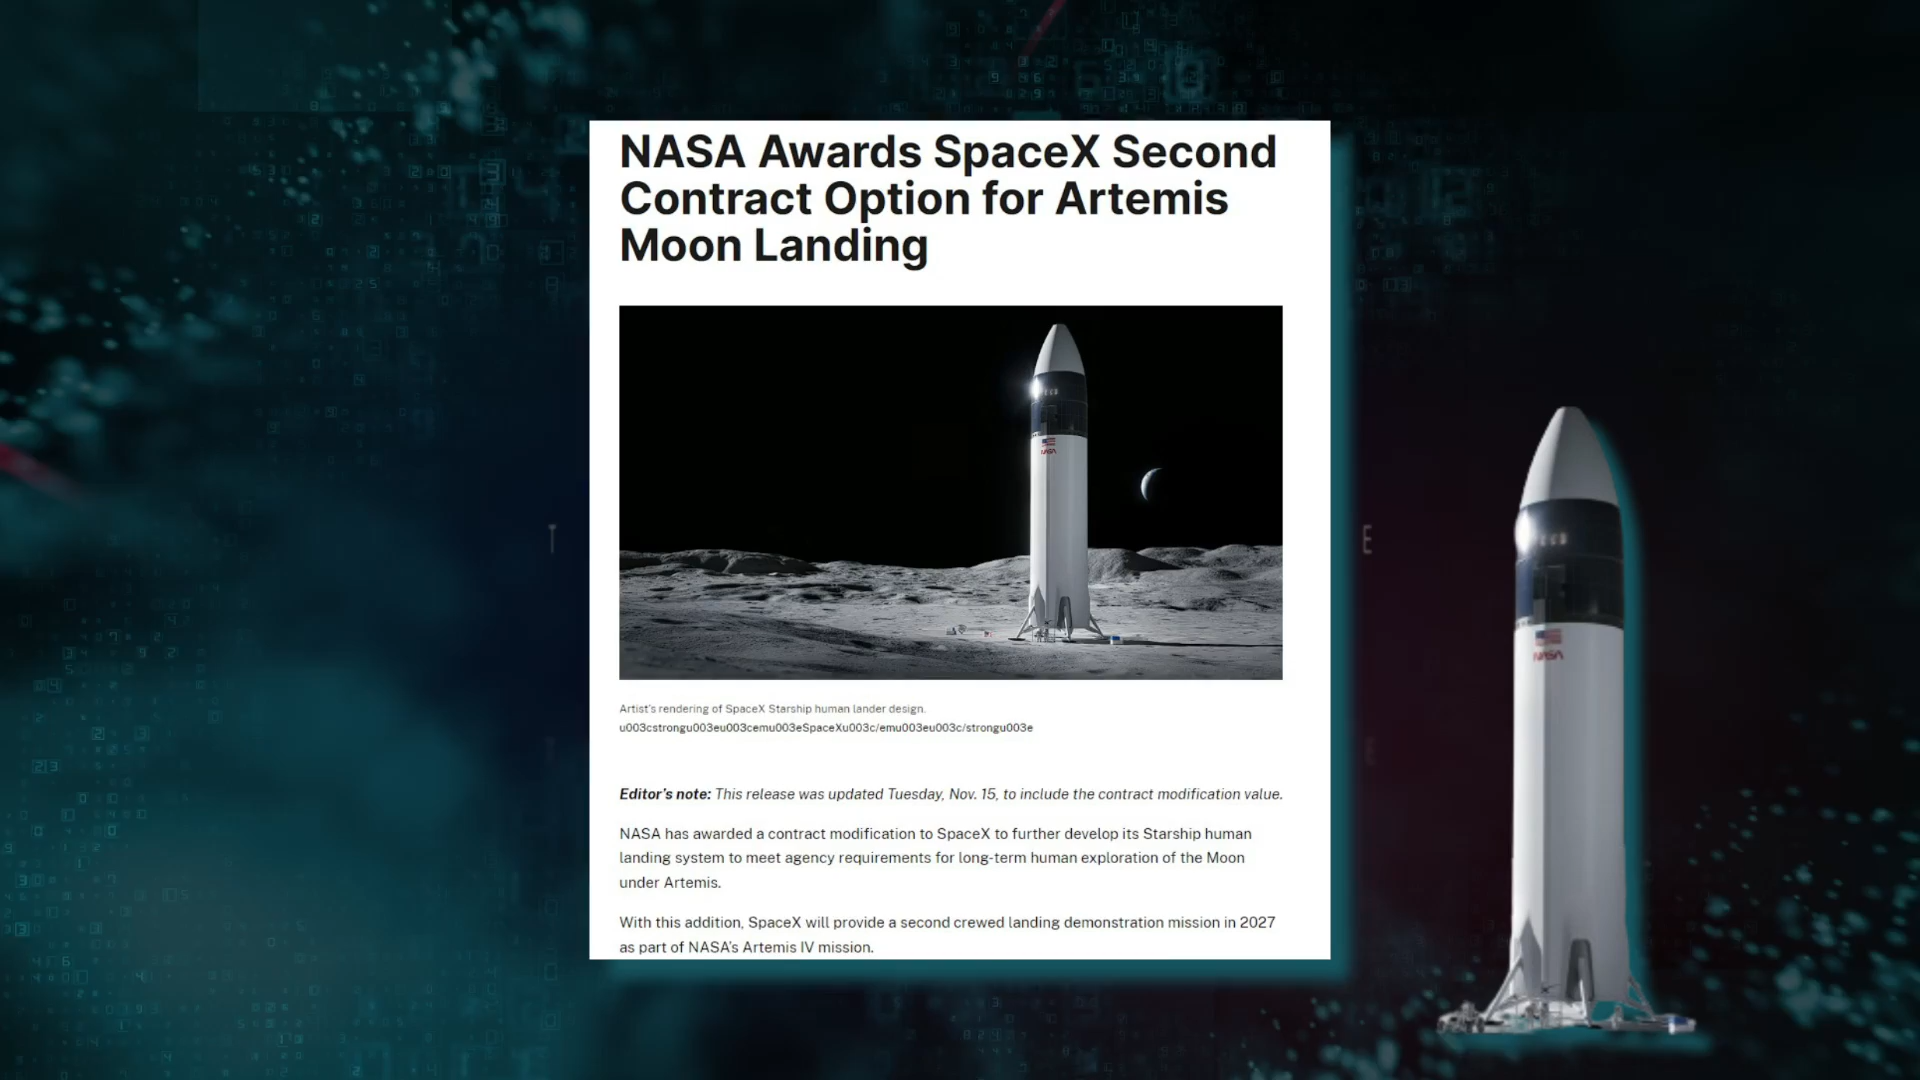 NASA Awards SpaceX Second
Contract Option for Artemis
Moon Landing
NASA
Artist's rendering of SpaceX Starship human lander design.
u003cstrongu003eu003cemu003eSpaceXu003c/emu003eu003c/strongu003e
Editor's note: This release was updated Tuesday, Nov. 15, to include the contract modification value.
NASA has awarded a contract modification to SpaceX to further develop its Starship human
landing system to meet agency requirements for long-term human exploration of the Moon
under Artemis.
With this addition, SpaceX will provide a second crewed landing demonstration mission in 2027
as part of NASA's Artemis IV mission.
T
E
NASA